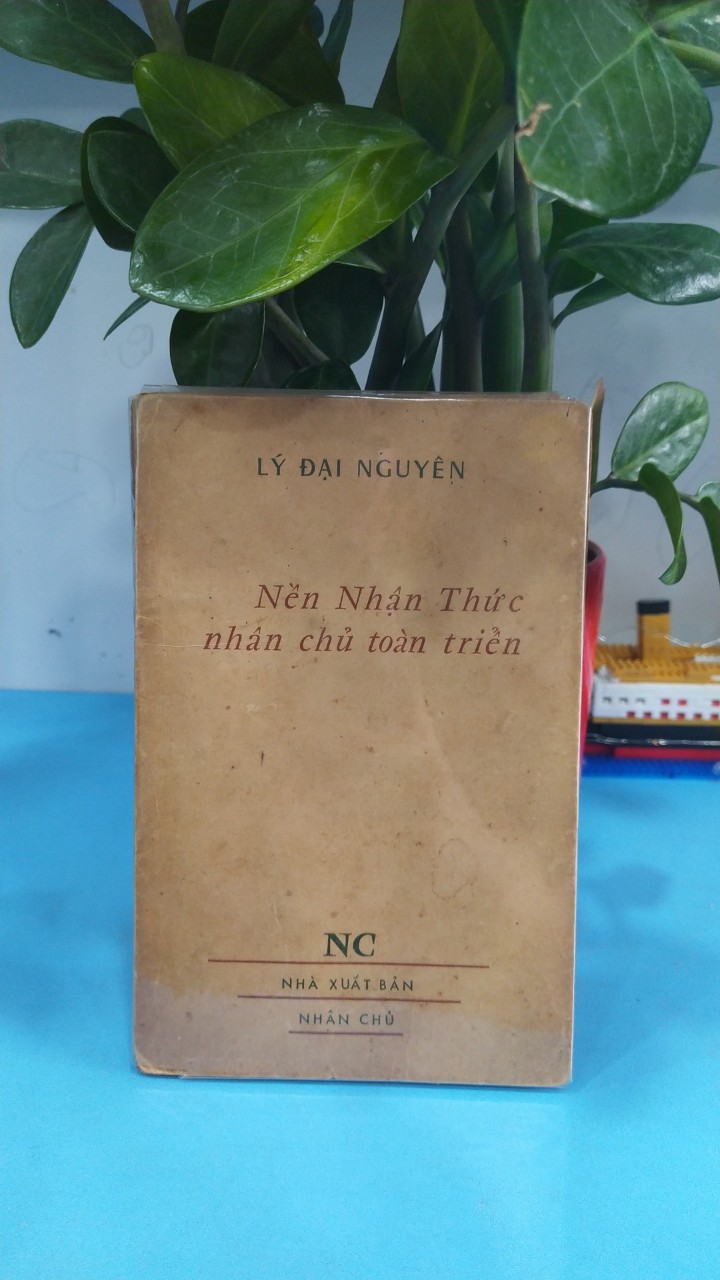 LÝ ĐẠI NGUYÊN
Nền Nhận Thức
nhân chủ toàn triển
NC
NHÀ XUẤT BẢN
NHÂN CHỦ